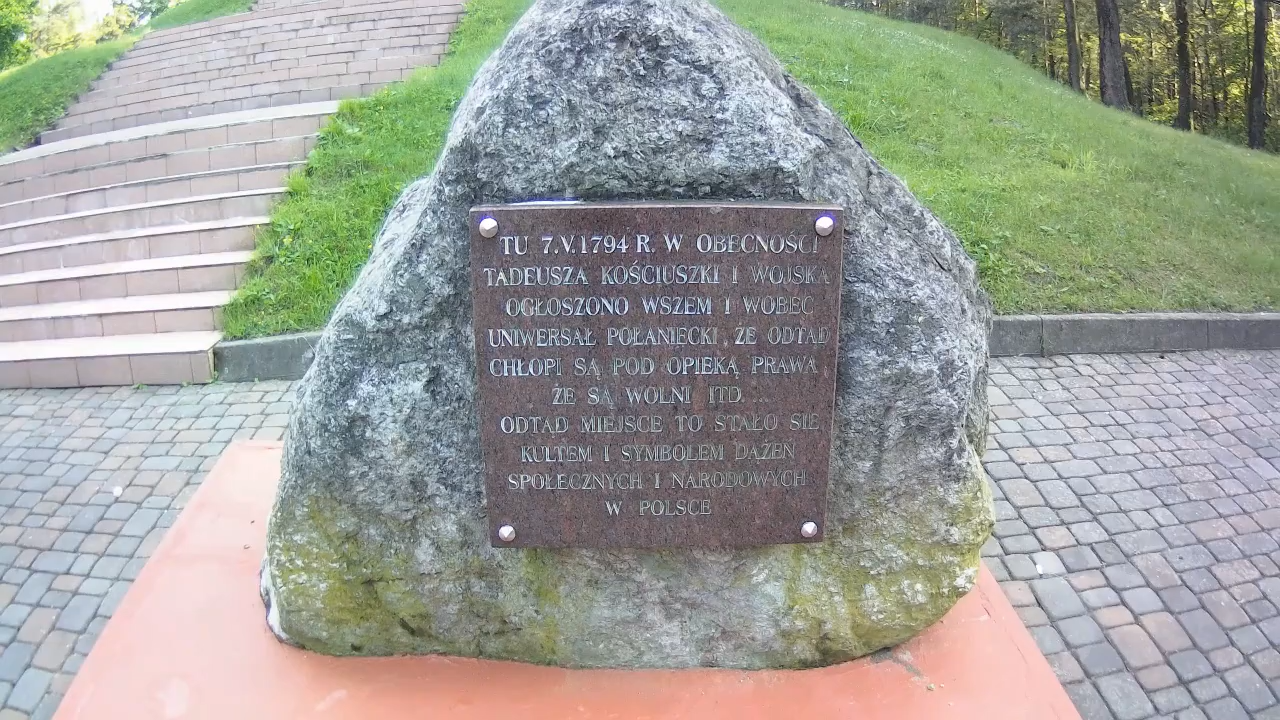 TU 7.V.1794 R. W OBECNOŚCI
TADEUSZA KOŚCIUSZKI I WOJSKA
OGŁOSZONO WSZEM I WOBEC
UNIWERSAŁ POŁANIECKI, ŻE ODTĄD
CHŁOPI SĄ POD OPIEKĄ PRAWA
ŻE SĄ WOLNI ITD. ...
ODTĄD MIEJSCE TO STAŁO SIĘ
KULTEM I SYMBOLEM DĄŻEŃ
SPOŁECZNYCH I NARODOWYCH
W POLSCE